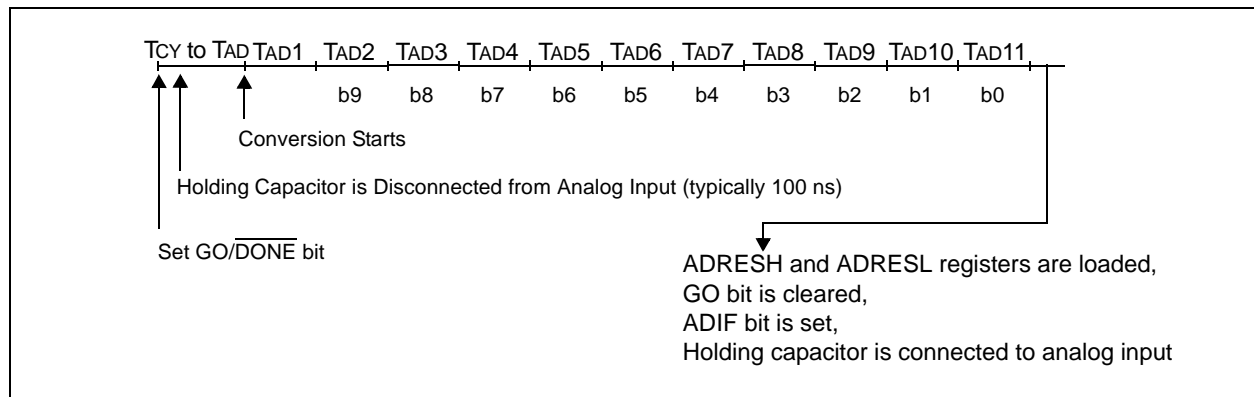 TCY to TAD TAD1 TAD2 TAD3 TAD4 TAD5 TAD6 TAD7 TAD8 TAD9 TAD10 TAD11
b9 b8 b7 b6 b5 b4 b3 b2 b1 b0
Conversion Starts
Holding Capacitor is Disconnected from Analog Input (typically 100 ns)
Set GO/DONE bit
ADRESH and ADRESL registers are loaded,
GO bit is cleared,
ADIF bit is set,
Holding capacitor is connected to analog input